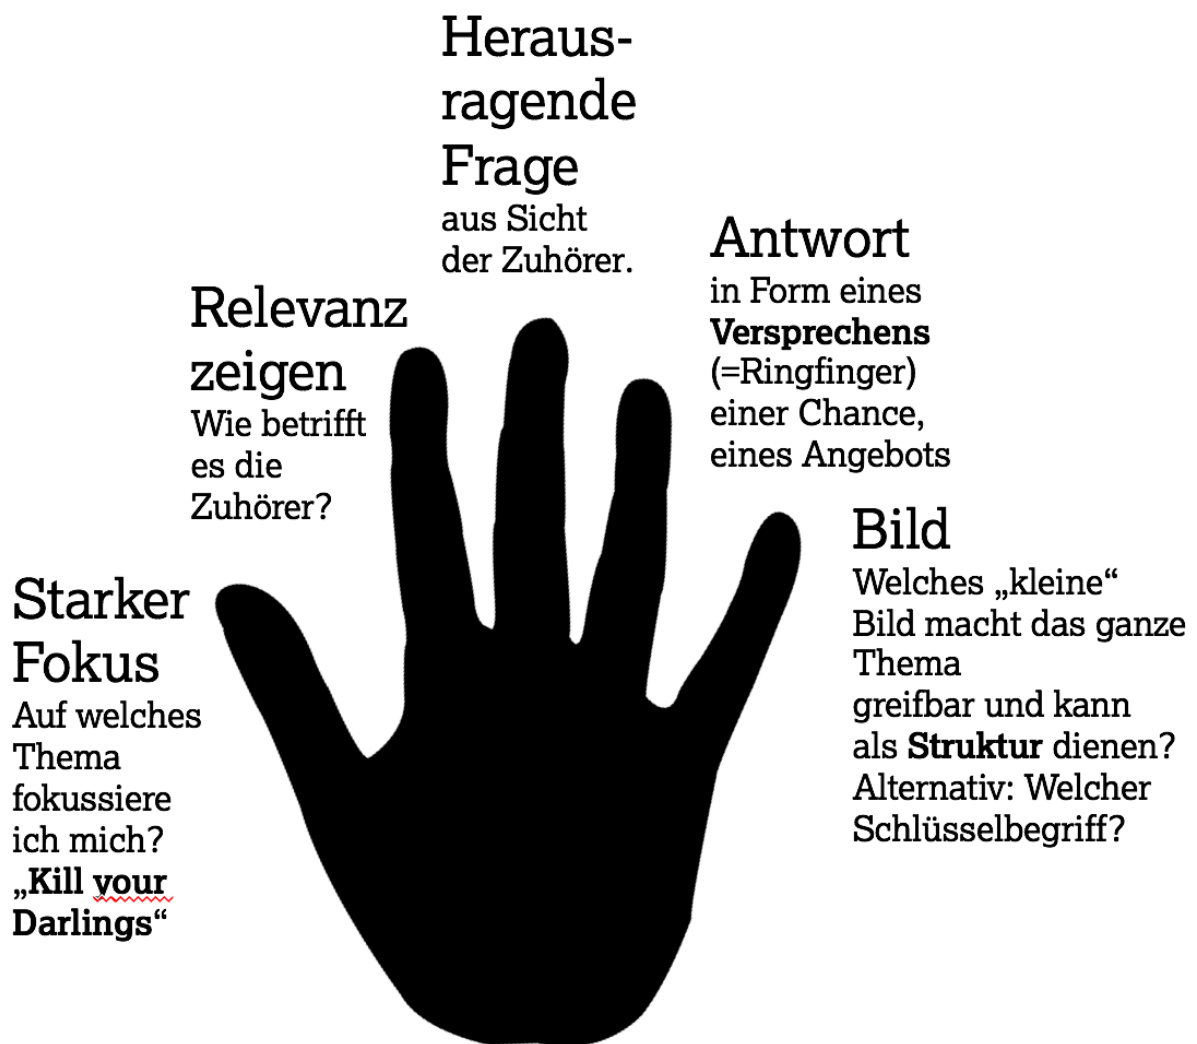 Heraus-
ragende
Frage
aus Sicht
der Zuhörer.
Antwort
in Form eines
Versprechens
(=Ringfinger)
einer Chance,
eines Angebots
Relevanz
zeigen
Wie betrifft
es die
Zuhörer?
Bild
Welches „kleine“
Bild macht das ganze
Thema
greifbar und kann
als Struktur dienen?
Alternativ: Welcher
Schlüsselbegriff?
Starker
Fokus
Auf welches
Thema
fokussiere
ich mich?
„Kill your
Darlings“